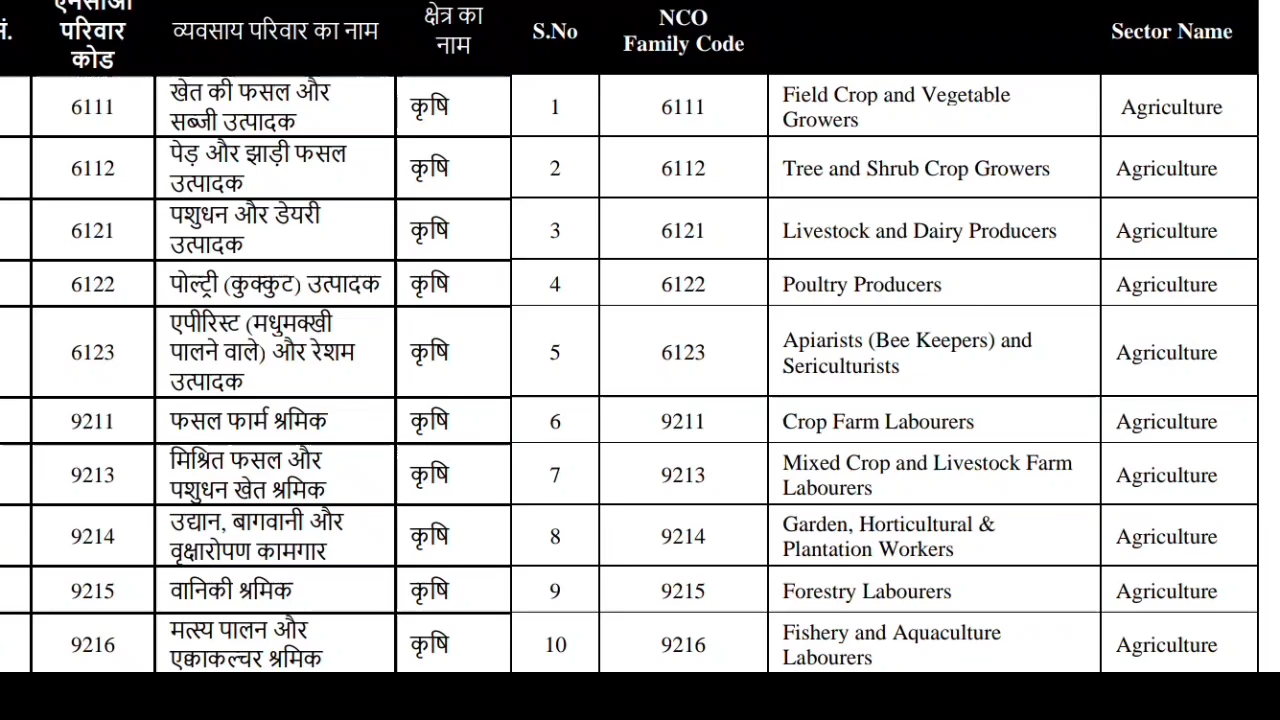 एनसीओ
परिवार
कोड
व्यवसाय परिवार का नाम
क्षेत्र का
नाम
S.No
NCO
Family Code
Sector Name
6111
खेत की फसल और
सब्जी उत्पादक
कृषि
1
6111
Field Crop and Vegetable
Growers
Agriculture
6112
पेड़ और झाड़ी फसल
उत्पादक
कृषि
2
6112
Tree and Shrub Crop Growers
Agriculture
6121
पशुधन और डेयरी
उत्पादक
कृषि
3
6121
Livestock and Dairy Producers
Agriculture
6122
पोल्ट्री (कुक्कुट) उत्पादक
कृषि
4
6122
Poultry Producers
Agriculture
6123
एपीरिस्ट (मधुमक्खी
पालने वाले) और रेशम
उत्पादक
कृषि
5
6123
Apiarists (Bee Keepers) and
Sericulturists
Agriculture
9211
फसल फार्म श्रमिक
कृषि
6
9211
Crop Farm Labourers
Agriculture
9213
मिश्रित फसल और
पशुधन खेत श्रमिक
कृषि
7
9213
Mixed Crop and Livestock Farm
Labourers
Agriculture
9214
उद्यान, बागवानी और
वृक्षारोपण कामगार
कृषि
8
9214
Garden, Horticultural &
Plantation Workers
Agriculture
9215
वानिकी श्रमिक
कृषि
9
9215
Forestry Labourers
Agriculture
9216
मत्स्य पालन और
एक्वाकल्चर श्रमिक
कृषि
10
9216
Fishery and Aquaculture
Labourers
Agriculture